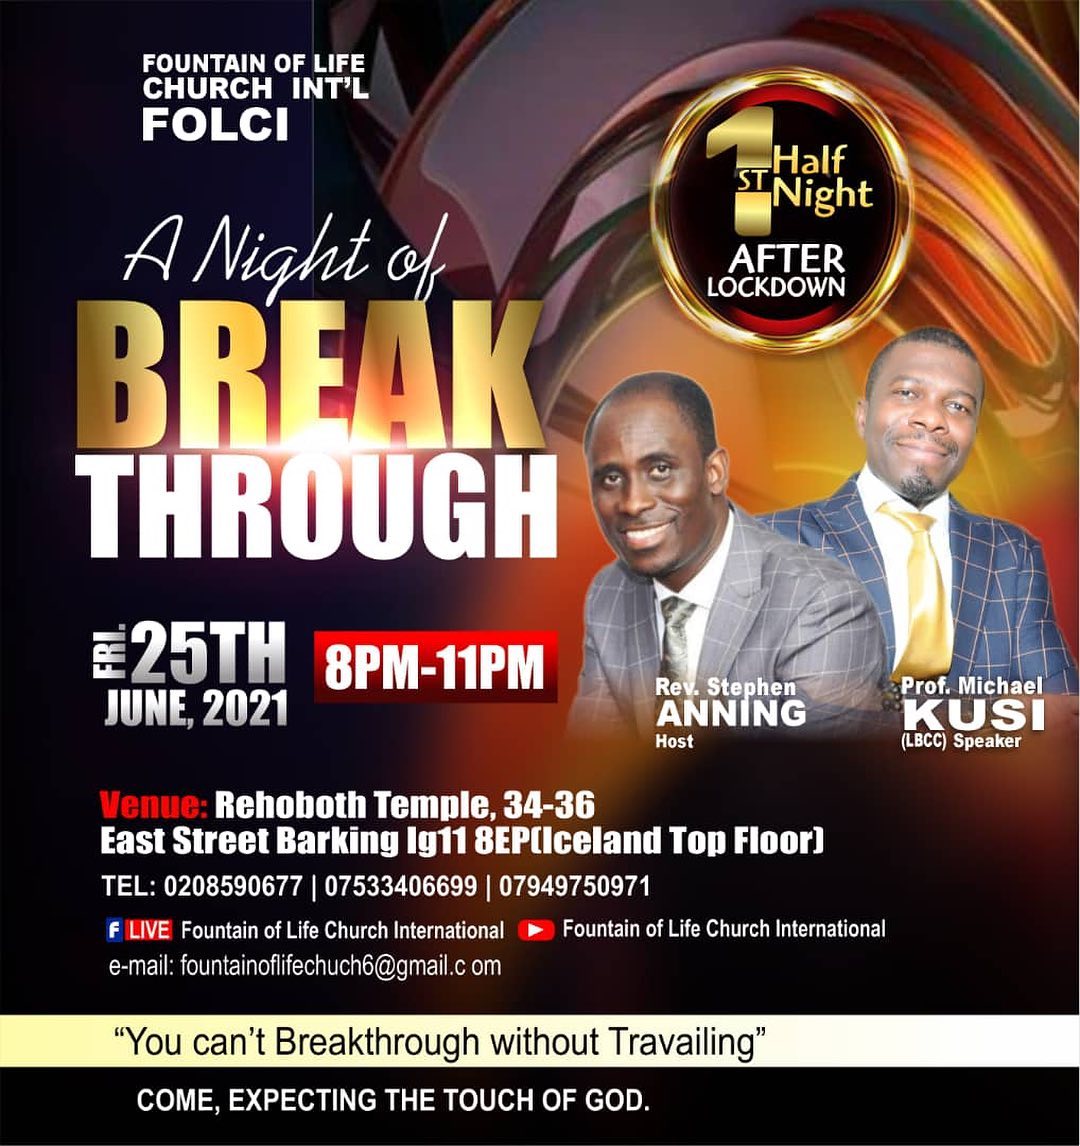 FOUNTAIN OF LIFE
CHURCH INT'L
FOLCI
1ST Half
Night
AFTER
LOCKDOWN
A Night of
BREAK
THROUGH
FRI. 25TH
JUNE, 2021
8PM-11PM
Rev. Stephen
ANNING
Host
Prof. Michael
KUSI
(LBCC) Speaker
Venue: Rehoboth Temple, 34-36
East Street Barking Ig11 8EP(Iceland Top Floor)
TEL: 0208590677 | 07533406699 | 07949750971
F LIVE Fountain of Life Church International Fountain of Life Church International
e-mail: fountainoflifechuch6@gmail.c om
“You can’t Breakthrough without Travailing”
COME, EXPECTING THE TOUCH OF GOD.